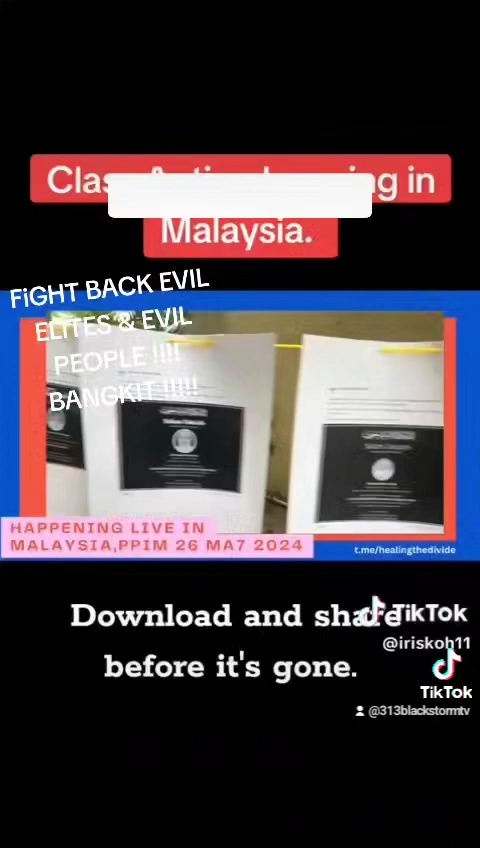 in
Malaysia.
FiGHT BACK EVIL
ELITES & EVIL
PEOPLE !!!!
BANGKIT !!!!!
HAPPENING LIVE IN
MALAYSIA,PPIM 26 MA7 2024
t.me/healingthedivide
Download and share
before it's gone.
TikTok
@iriskoh11
TikTok
@313blackstormtv